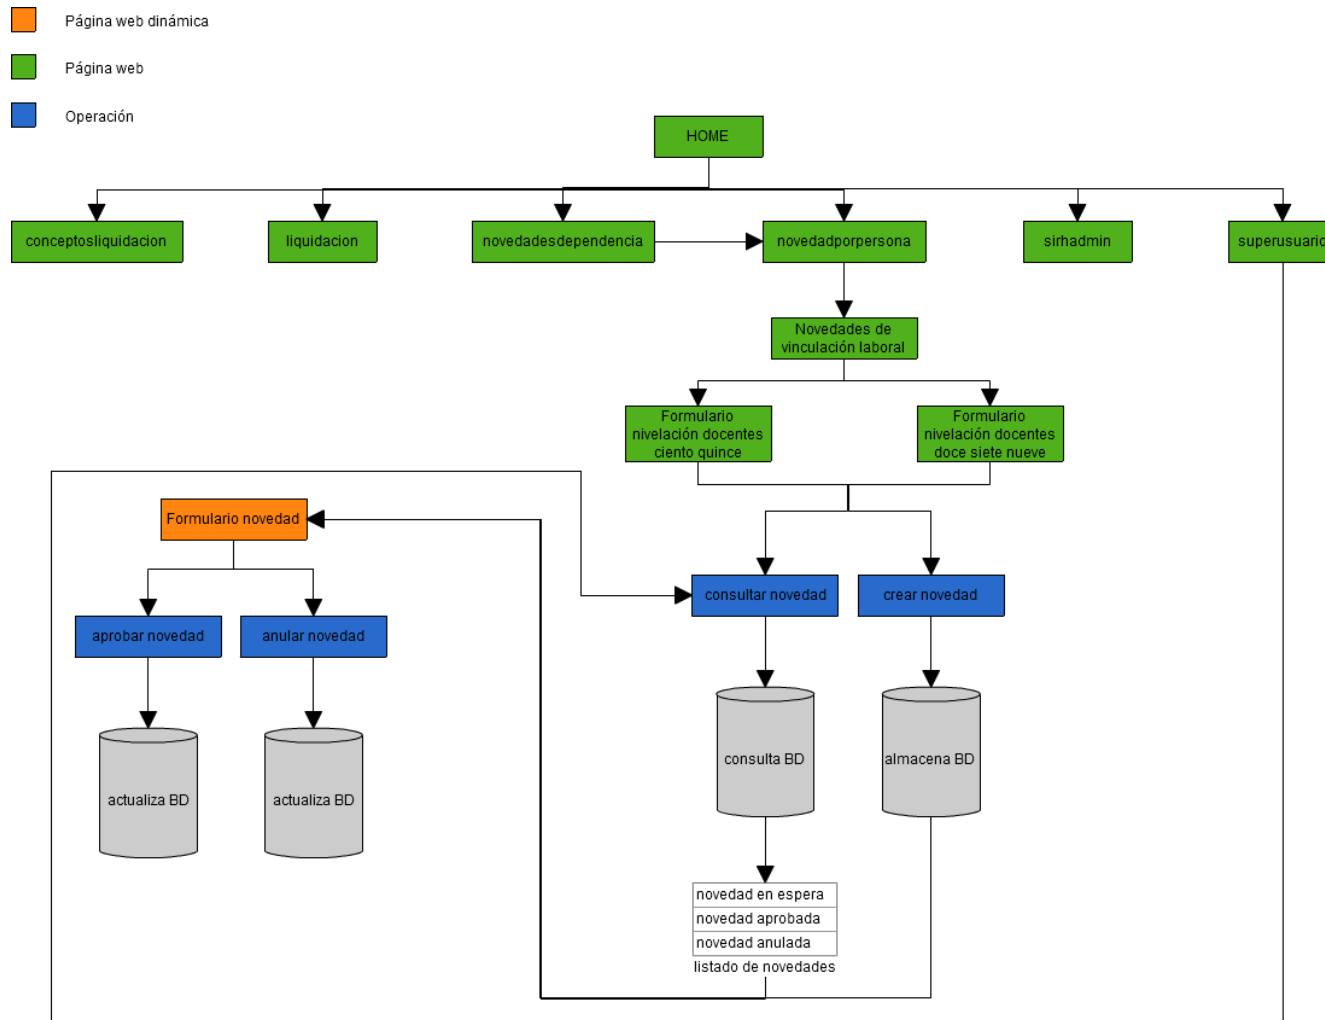 Página web dinámica
Página web
Operación
HOME
conceptosliquidacion
liquidacion
novedadesdependencia
novedadporpersona
sirhadmin
superusuario
Novedades de
vinculación laboral
Formulario
nivelación docentes
ciento quince
Formulario
nivelación docentes
doce siete nueve
Formulario novedad
consultar novedad
crear novedad
aprobar novedad
anular novedad
consulta BD
almacena BD
actualiza BD
actualiza BD
novedad en espera
novedad aprobada
novedad anulada
listado de novedades